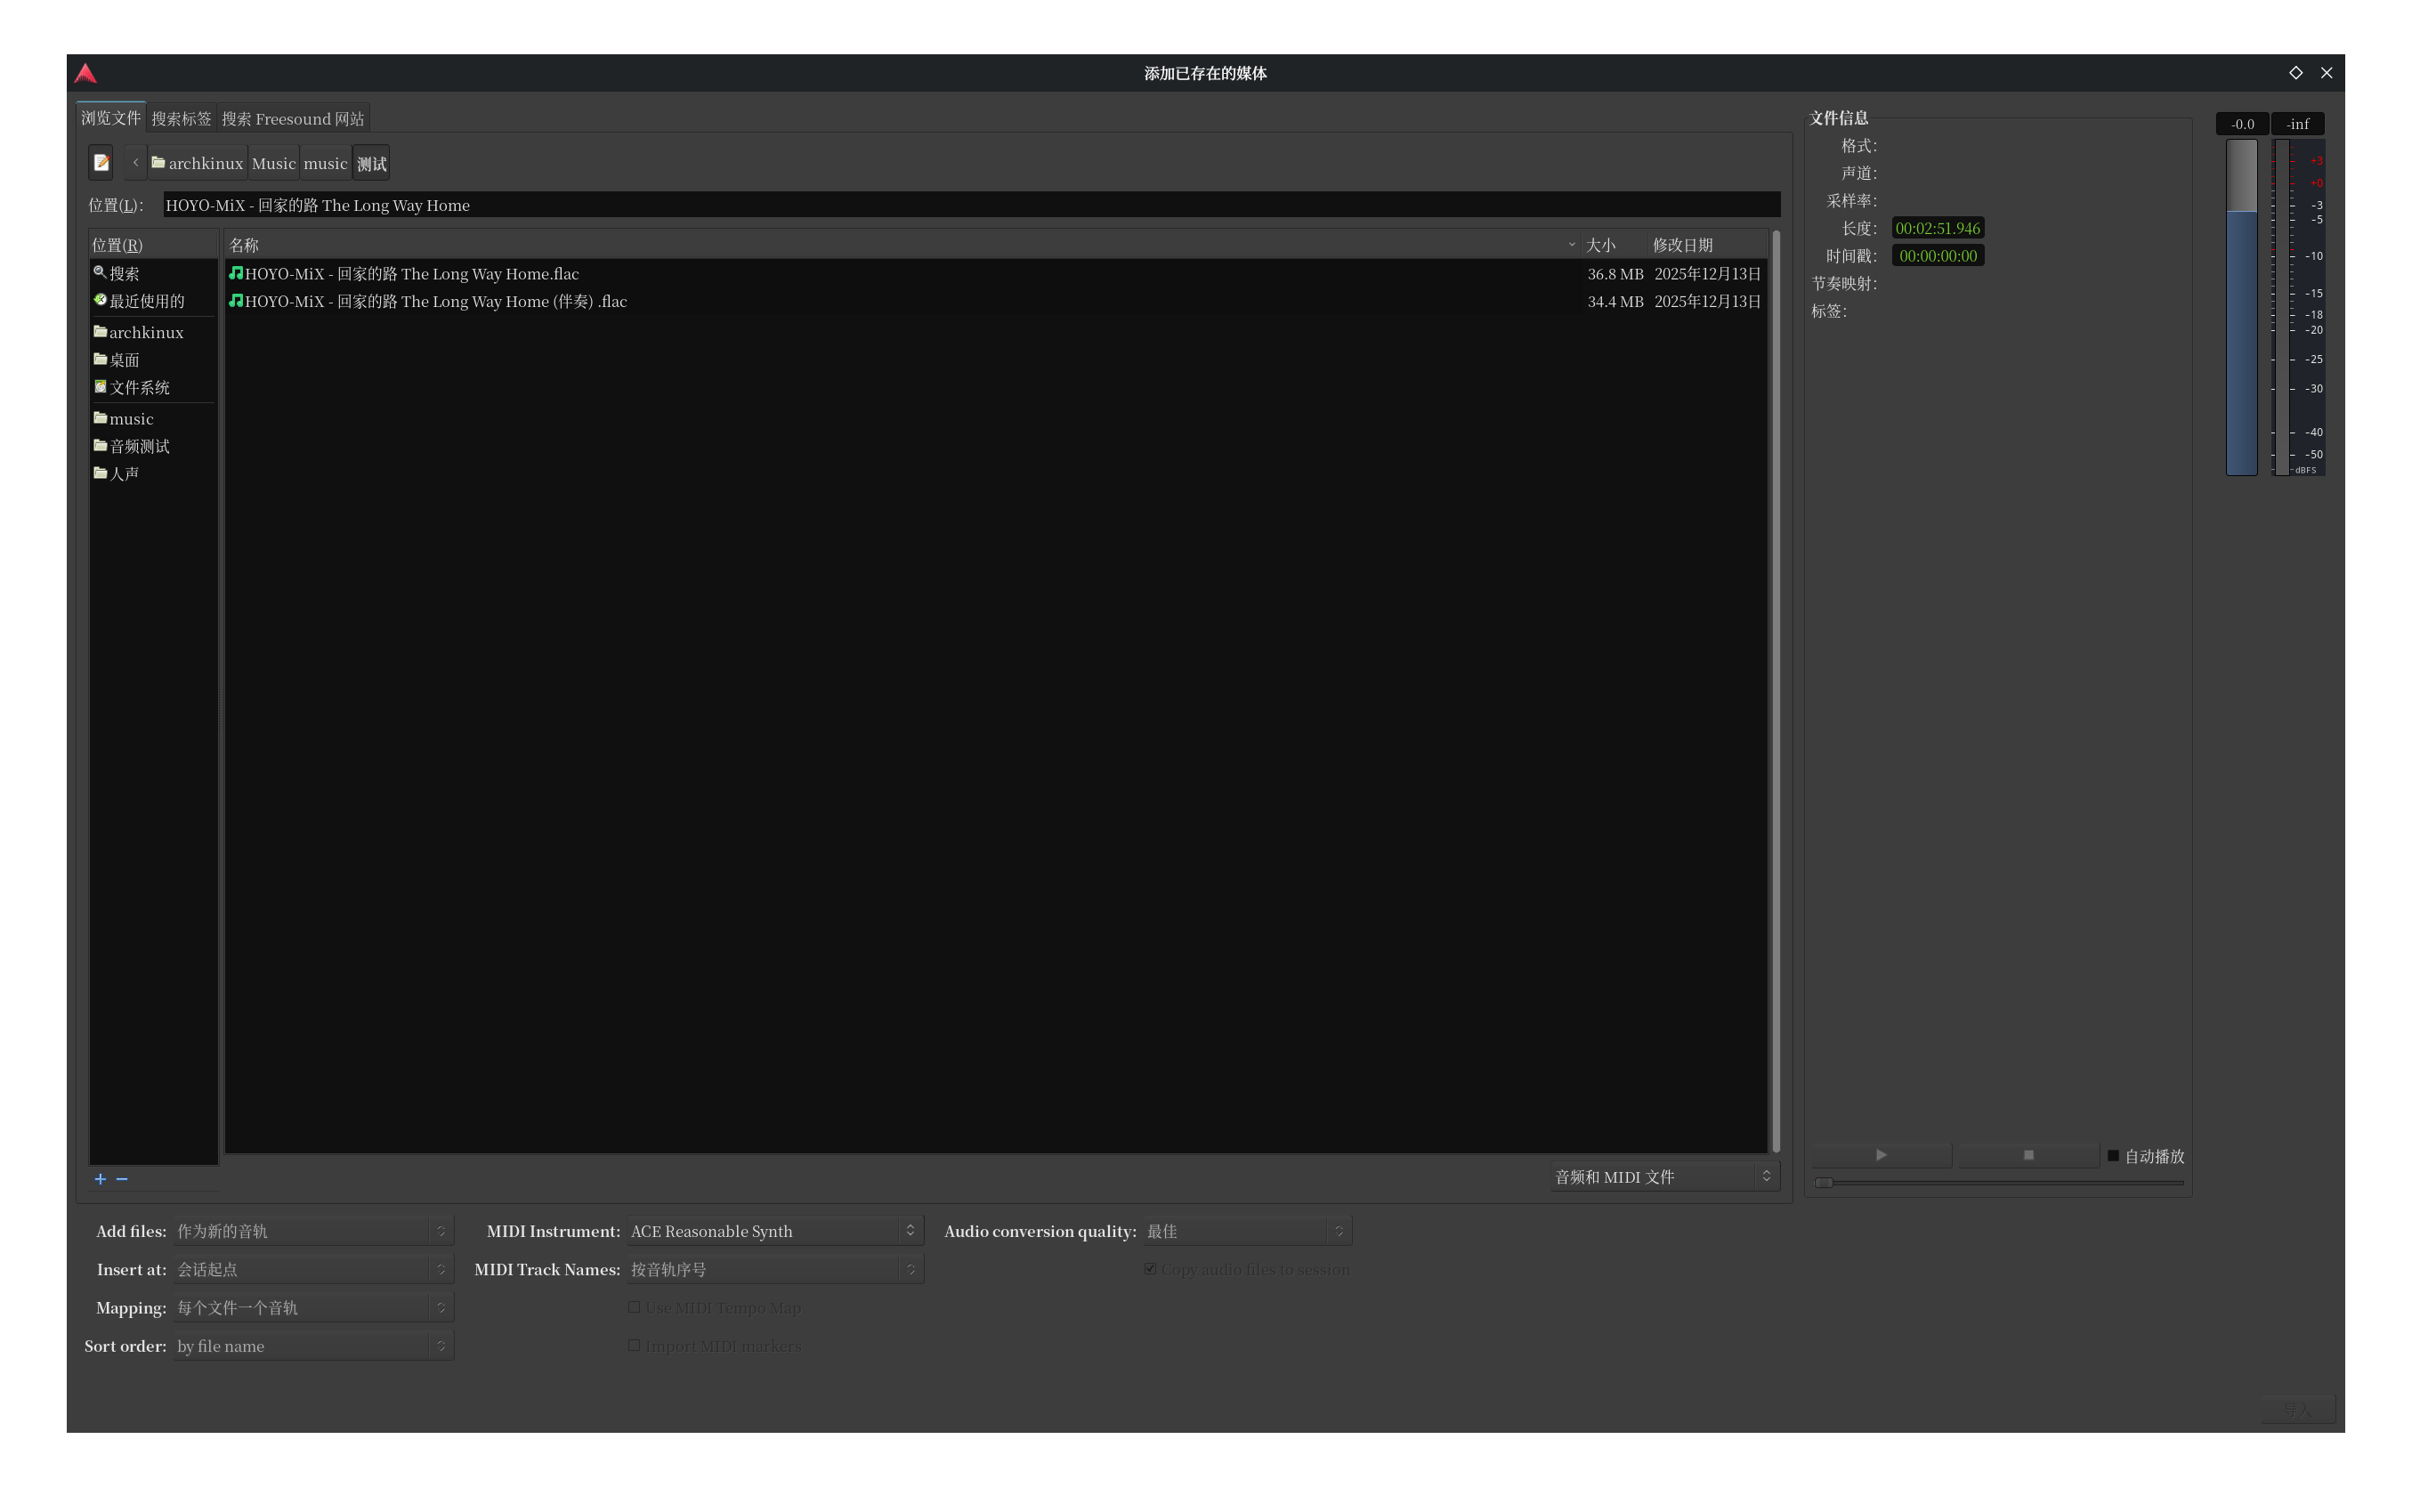 添加已存在的媒体
浏览文件 搜索标签 搜索 Freesound 网站
archkinux Music music 测试
位置(L): HOYO-MiX - 回家的路 The Long Way Home
位置(R) 名称 大小 修改日期
搜索
最近使用的
archkinux
桌面
文件系统
music
音频测试
人声
HOYO-MiX - 回家的路 The Long Way Home.flac 36.8 MB 2025年12月13日
HOYO-MiX - 回家的路 The Long Way Home (伴奏) .flac 34.4 MB 2025年12月13日
音频和 MIDI 文件
文件信息
格式:
声道:
采样率:
长度: 00:02:51.946
时间戳: 00:00:00:00
节奏映射:
标签:
自动播放
-0.0 -inf
+3
+0
-3
-5
-10
-15
-18
-20
-25
-30
-40
-50
dBFS
Add files: 作为新的音轨 MIDI Instrument: ACE Reasonable Synth Audio conversion quality: 最佳
Insert at: 会话起点 MIDI Track Names: 按音轨序号 Copy audio files to session
Mapping: 每个文件一个音轨 Use MIDI Tempo Map
Sort order: by file name Import MIDI markers
导入